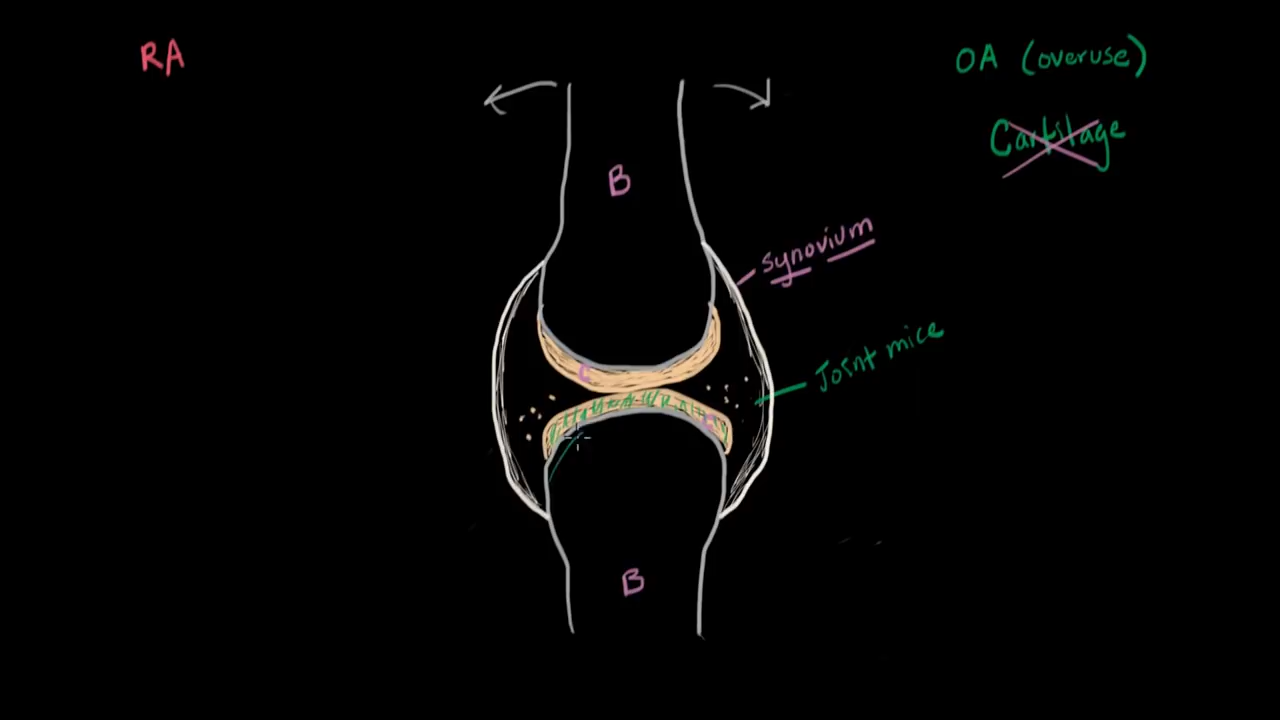 RA
OA (overuse)
Cartilage
B
synovium
Joint mice
C
C
B